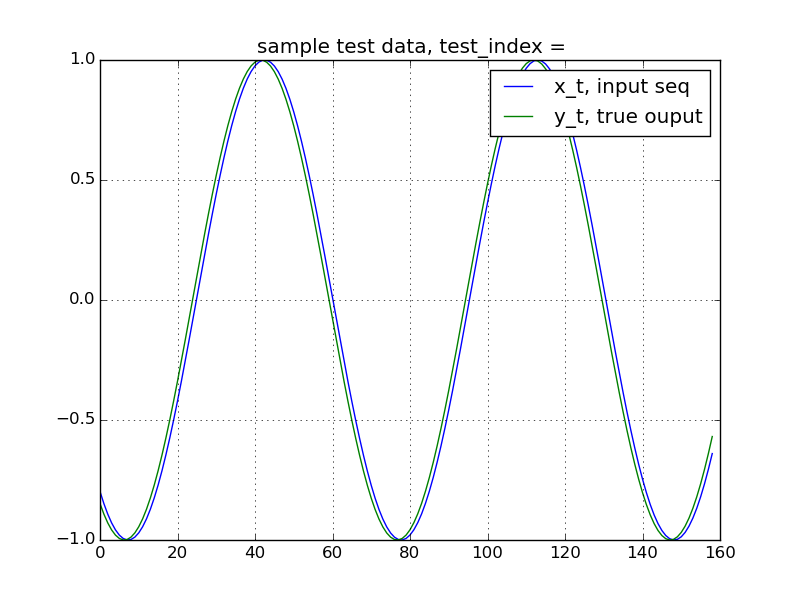 sample test data, test_index =
x_t, input seq
y_t, true ouput
1.0
0.5
0.0
−0.5
−1.0
0 20 40 60 80 100 120 140 160